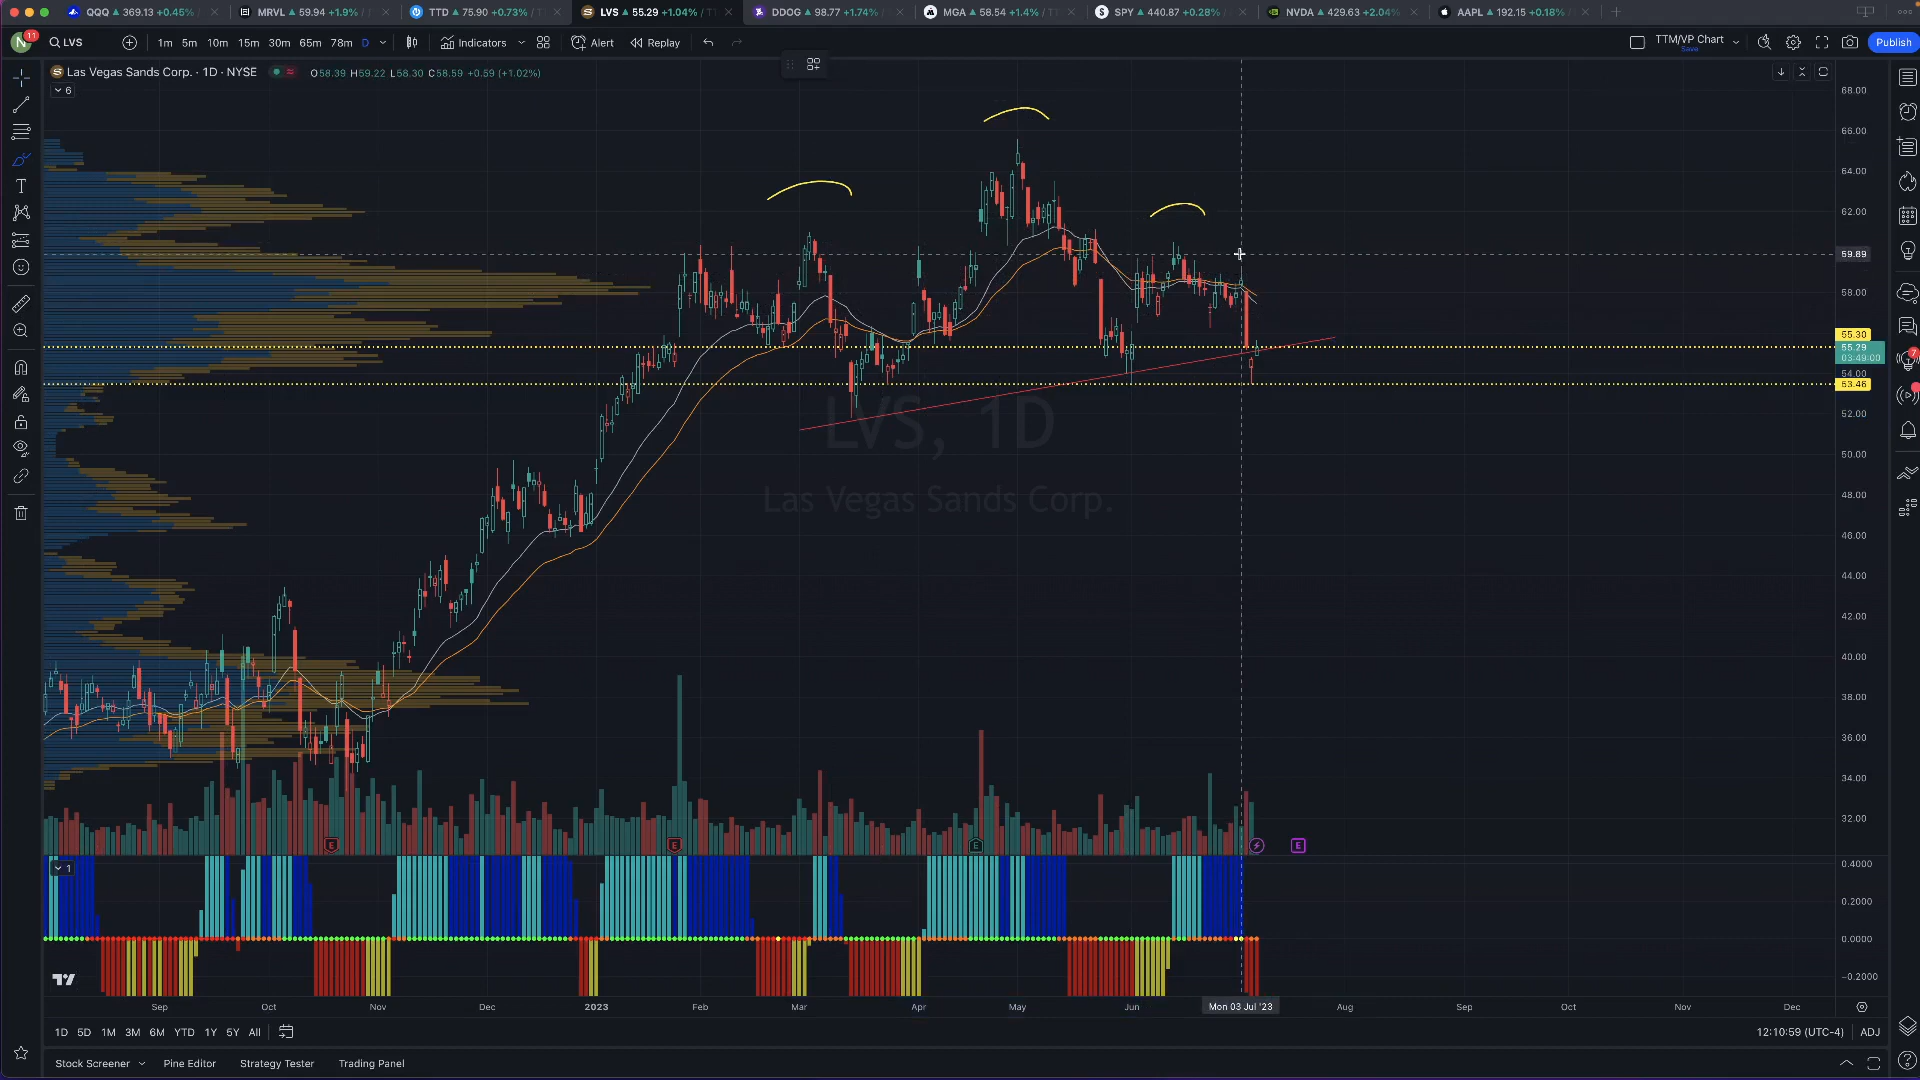 QQQ ▲ 369.13 +0.45%
MRVL ▲ 59.94 +1.9% /
TTD ▲ 75.90 +0.73% / T
LVS ▲ 55.29 +1.04% / T
DDOG ▲ 98.77 +1.74% /
MGA ▲ 58.54 +1.4% / TT
SPY ▲ 440.87 +0.28% /
NVDA ▲ 429.63 +2.04%
AAPL ▲ 192.15 +0.18% /
N 11 LVS 1m 5m 10m 15m 30m 65m 78m D Indicators Alert Replay TTM/VP Chart Save Publish
Las Vegas Sands Corp. · 1D · NYSE O58.39 H59.22 L58.30 C58.59 +0.59 (+1.02%)
6
68.00
66.00
64.00
62.00
59.89
58.00
55.30
55.29
03:49:00
54.00
53.46
52.00
50.00
48.00
46.00
44.00
42.00
40.00
38.00
36.00
34.00
32.00
LVS, 1D
Las Vegas Sands Corp.
E E E E
1
0.4000
0.2000
0.0000
−0.2000
7
Sep Oct Nov Dec 2023 Feb Mar Apr May Jun Mon 03 Jul '23 Aug Sep Oct Nov Dec
1D 5D 1M 3M 6M YTD 1Y 5Y All 12:10:59 (UTC-4) ADJ
Stock Screener Pine Editor Strategy Tester Trading Panel